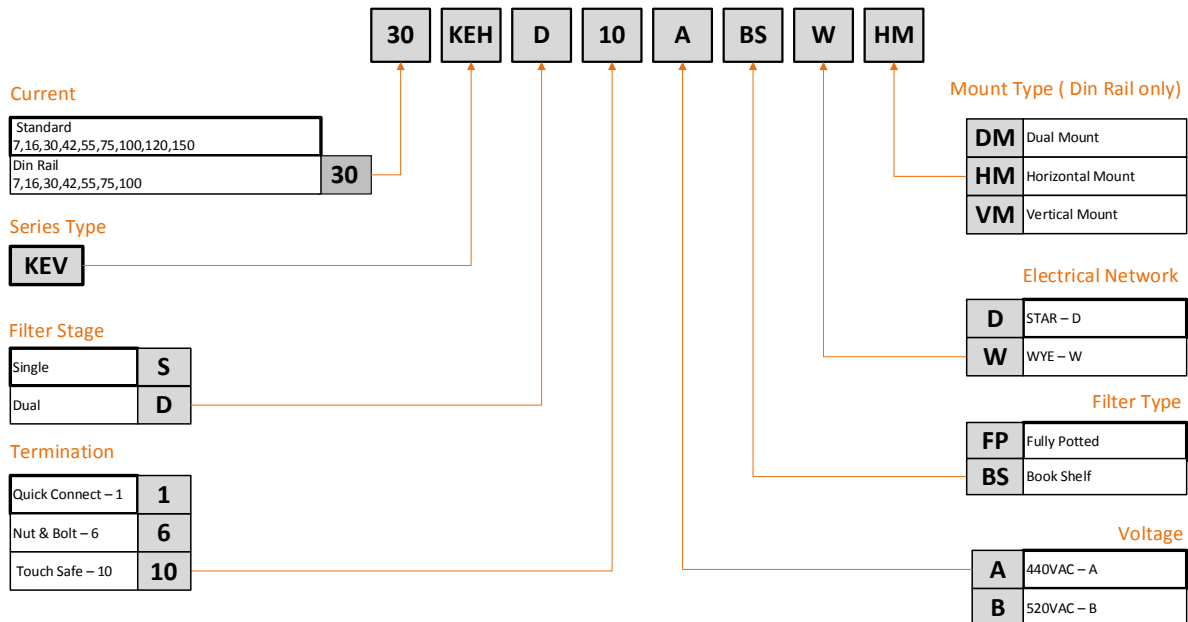 30 KEH D 10 A BS W HM
Current
Standard
7,16,30,42,55,75,100,120,150
Din Rail
7,16,30,42,55,75,100
30
Series Type
KEV
Filter Stage
Single S
Dual D
Termination
Quick Connect – 1 1
Nut & Bolt – 6 6
Touch Safe – 10 10
Mount Type ( Din Rail only)
DM Dual Mount
HM Horizontal Mount
VM Vertical Mount
Electrical Network
D STAR – D
W WYE – W
Filter Type
FP Fully Potted
BS Book Shelf
Voltage
A 440VAC – A
B 520VAC – B